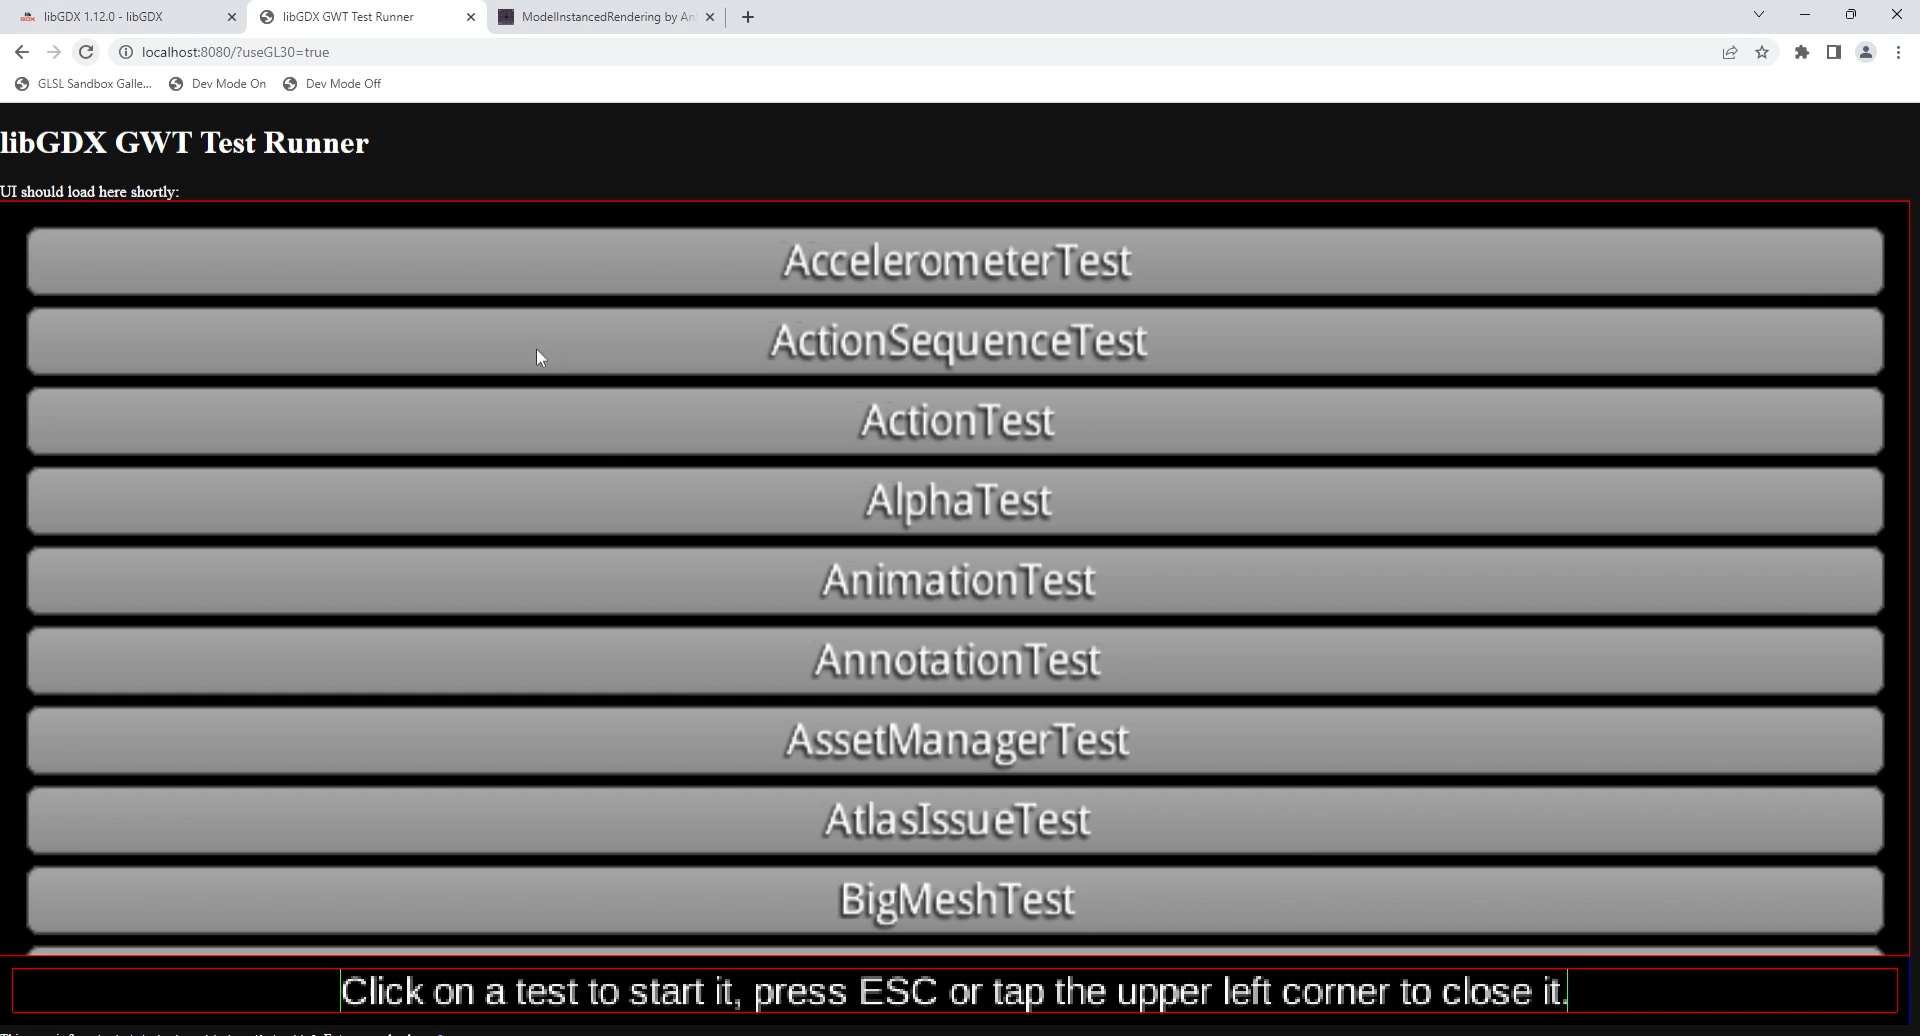 libGDX 1.12.0 - libGDX
libGDX GWT Test Runner
ModelInstancedRendering by An
localhost:8080/?useGL30=true
GLSL Sandbox Galle...
Dev Mode On
Dev Mode Off
libGDX GWT Test Runner
UI should load here shortly:
AccelerometerTest
ActionSequenceTest
ActionTest
AlphaTest
AnimationTest
AnnotationTest
AssetManagerTest
AtlasIssueTest
BigMeshTest
Click on a test to start it, press ESC or tap the upper left corner to close it.